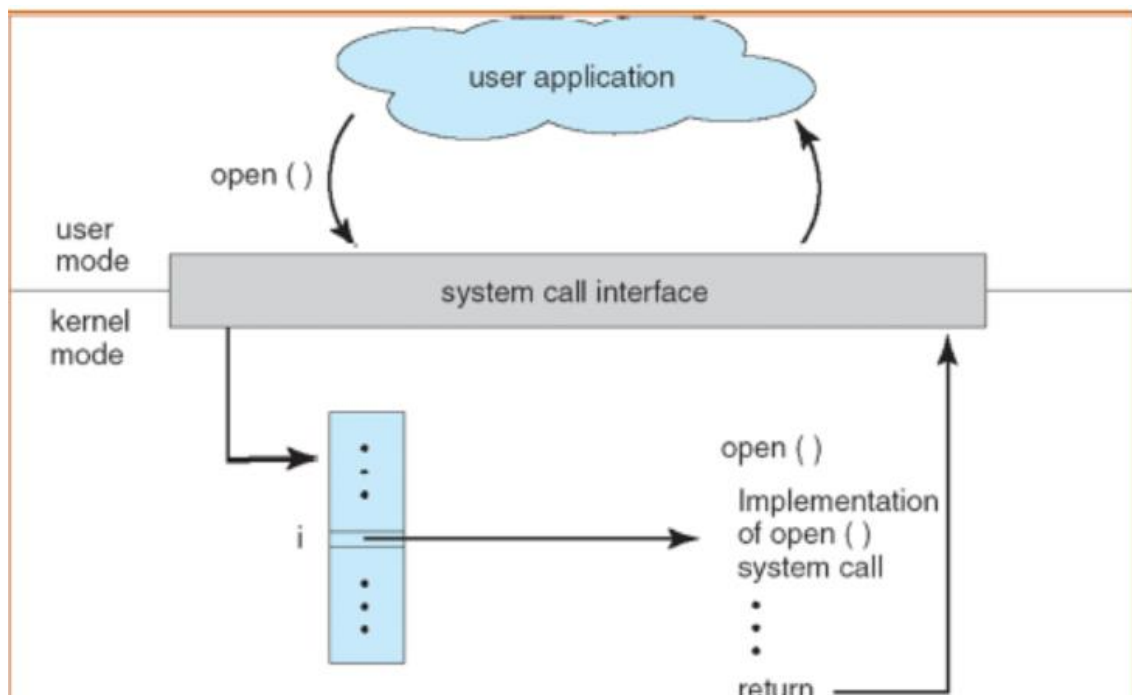 user application
open ( )
user
mode
system call interface
kernel
mode
open ( )
i
Implementation
of open ( )
system call
return